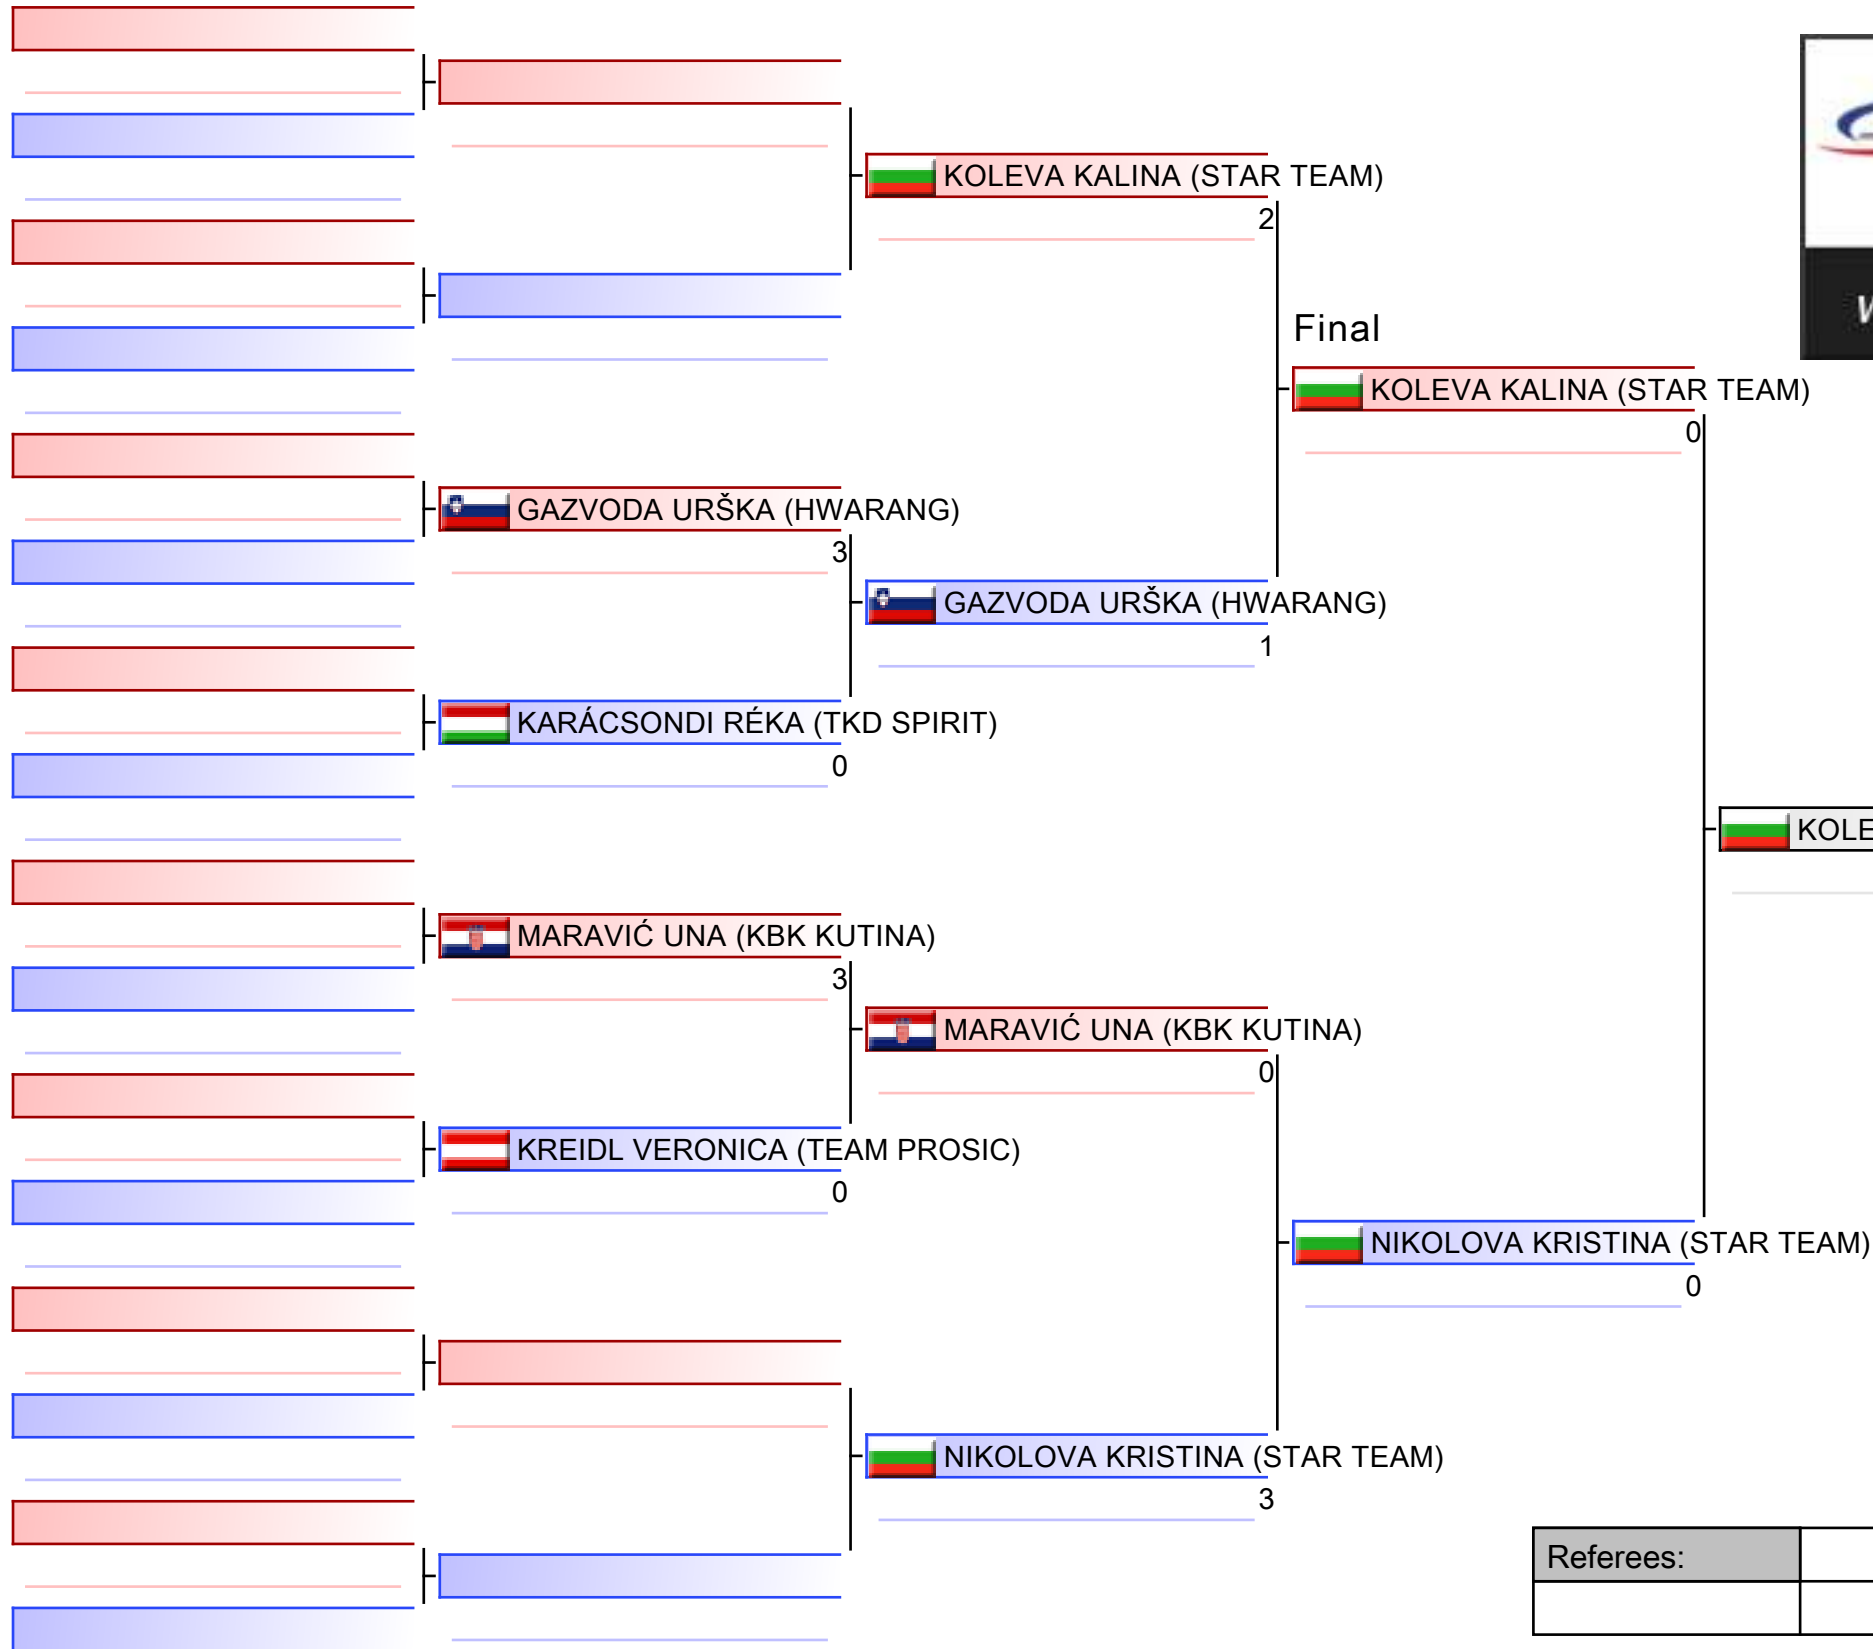 KOLEVA KALINA (STAR TEAM)
2
Final
KOLEVA KALINA (STAR TEAM)
0
GAZVODA URŠKA (HWARANG)
3
GAZVODA URŠKA (HWARANG)
1
KARÁCSONDI RÉKA (TKD SPIRIT)
0
KOLE
MARAVIĆ UNA (KBK KUTINA)
3
MARAVIĆ UNA (KBK KUTINA)
0
KREIDL VERONICA (TEAM PROSIC)
0
NIKOLOVA KRISTINA (STAR TEAM)
0
NIKOLOVA KRISTINA (STAR TEAM)
3
Referees: